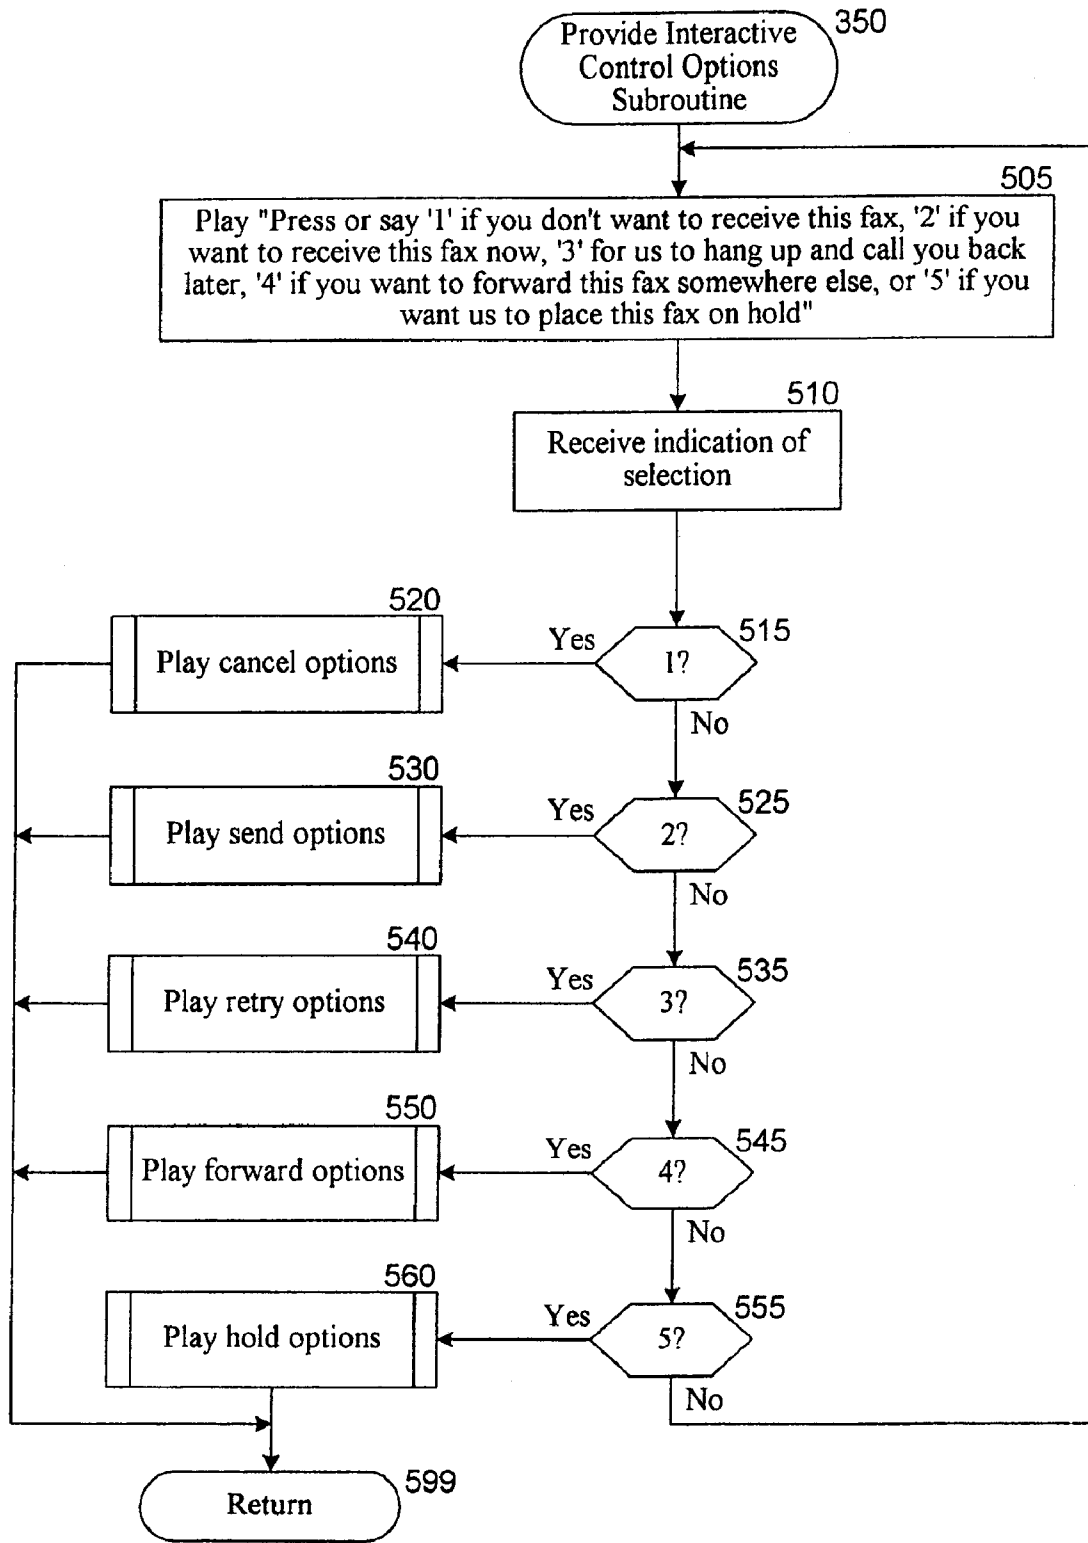 Provide Interactive
Control Options
Subroutine
350
505
Play "Press or say '1' if you don't want to receive this fax, '2' if you
want to receive this fax now, '3' for us to hang up and call you back
later, '4' if you want to forward this fax somewhere else, or '5' if you
want us to place this fax on hold"
510
Receive indication of
selection
520
Play cancel options
Yes
515
1?
No
530
Play send options
Yes
525
2?
No
540
Play retry options
Yes
535
3?
No
550
Play forward options
Yes
545
4?
No
560
Play hold options
Yes
555
5?
No
Return
599